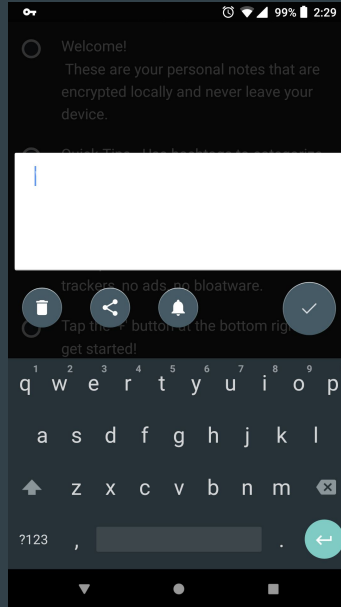 99% 2:29
Welcome!
These are your personal notes that are
encrypted locally and never leave your
device.
trackers, no ads, no bloatware.
Tap the '+' button at the bottom
get started!
1 2 3 4 5 6 7 8 9
q w e r t y u i o p
a s d f g h j k l
z x c v b n m
?123 , .